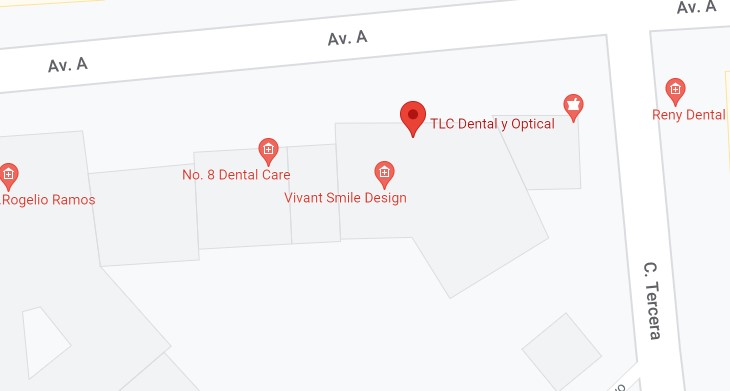 Av. A
Av. A
Av. A
TLC Dental y Optical
Reny Dental
No. 8 Dental Care
Vivant Smile Design
.Rogelio Ramos
C. Tercera